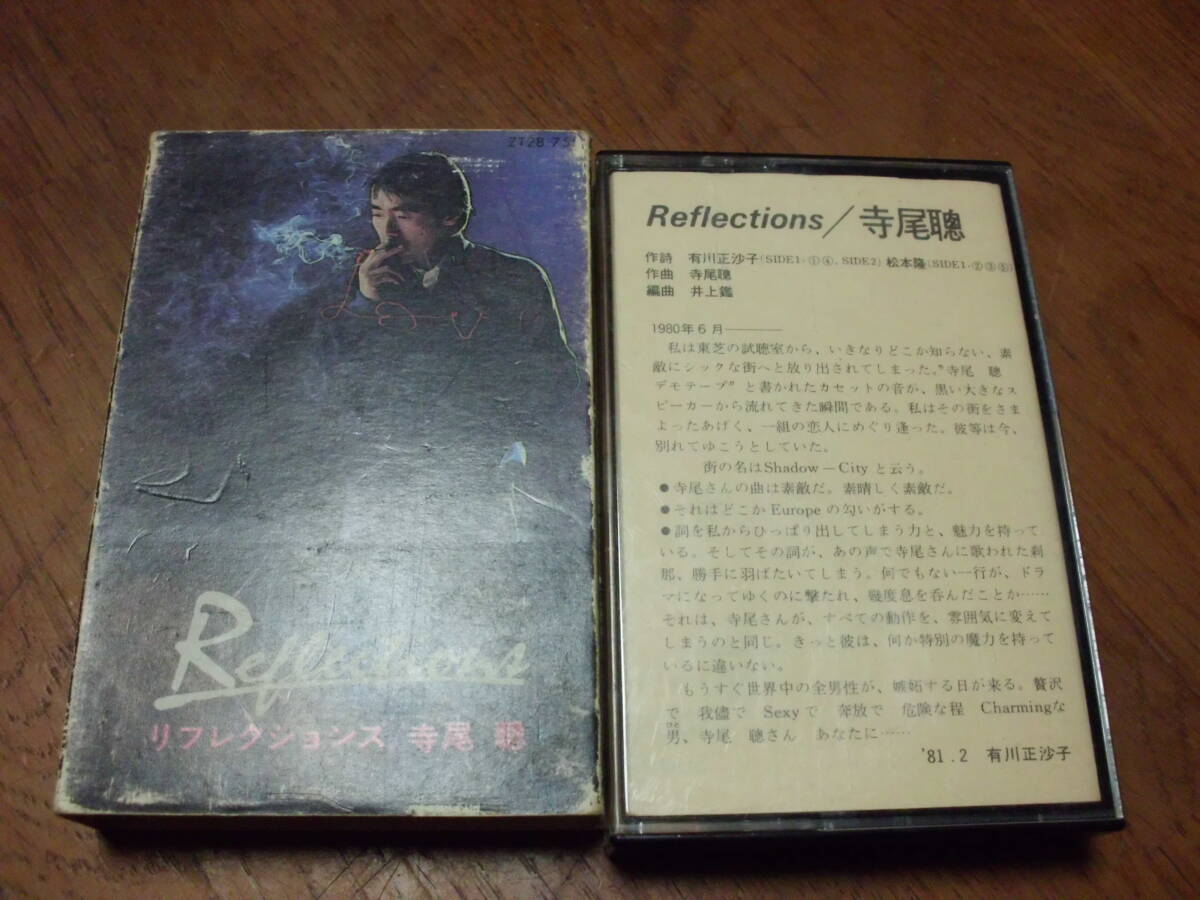 ZT28-75
LOVE
Reflections
リフレクションス 寺尾 聰
Reflections/寺尾聰
作詩 有川正沙子(SIDE1-①④, SIDE2) 松本隆(SIDE1-②③⑤)
作曲 寺尾聰
編曲 井上鑑
1980年6月———
私は東芝の試聴室から、いきなりどこか知らない、素
敵にシックな街へと放り出されてしまった。"寺尾 聰
デモテープ"と書かれたカセットの音が、黒い大きなス
ピーカーから流れてきた瞬間である。私はその街をさま
よったあげく、一組の恋人にめぐり逢った。彼等は今、
別れてゆこうとしていた。
街の名はShadow—Cityと云う。
●寺尾さんの曲は素敵だ。素晴しく素敵だ。
●それはどこかEuropeの匂いがする。
●詞を私からひっぱり出してしまう力と、魅力を持って
いる。そしてその詞が、あの声で寺尾さんに歌われた刹
那、勝手に羽ばたいてしまう。何でもない一行が、ドラ
マになってゆくのに撃たれ、幾度息を呑んだことか……
それは、寺尾さんが、すべての動作を、雰囲気に変えて
しまうのと同じ。きっと彼は、何か特別の魔力を持って
いるに違いない。
もうすぐ世界中の全男性が、嫉妬する日が来る。贅沢
で 我儘で Sexyで 奔放で 危険な程 Charmingな
男、寺尾 聰さん あなたに……
'81.2 有川正沙子